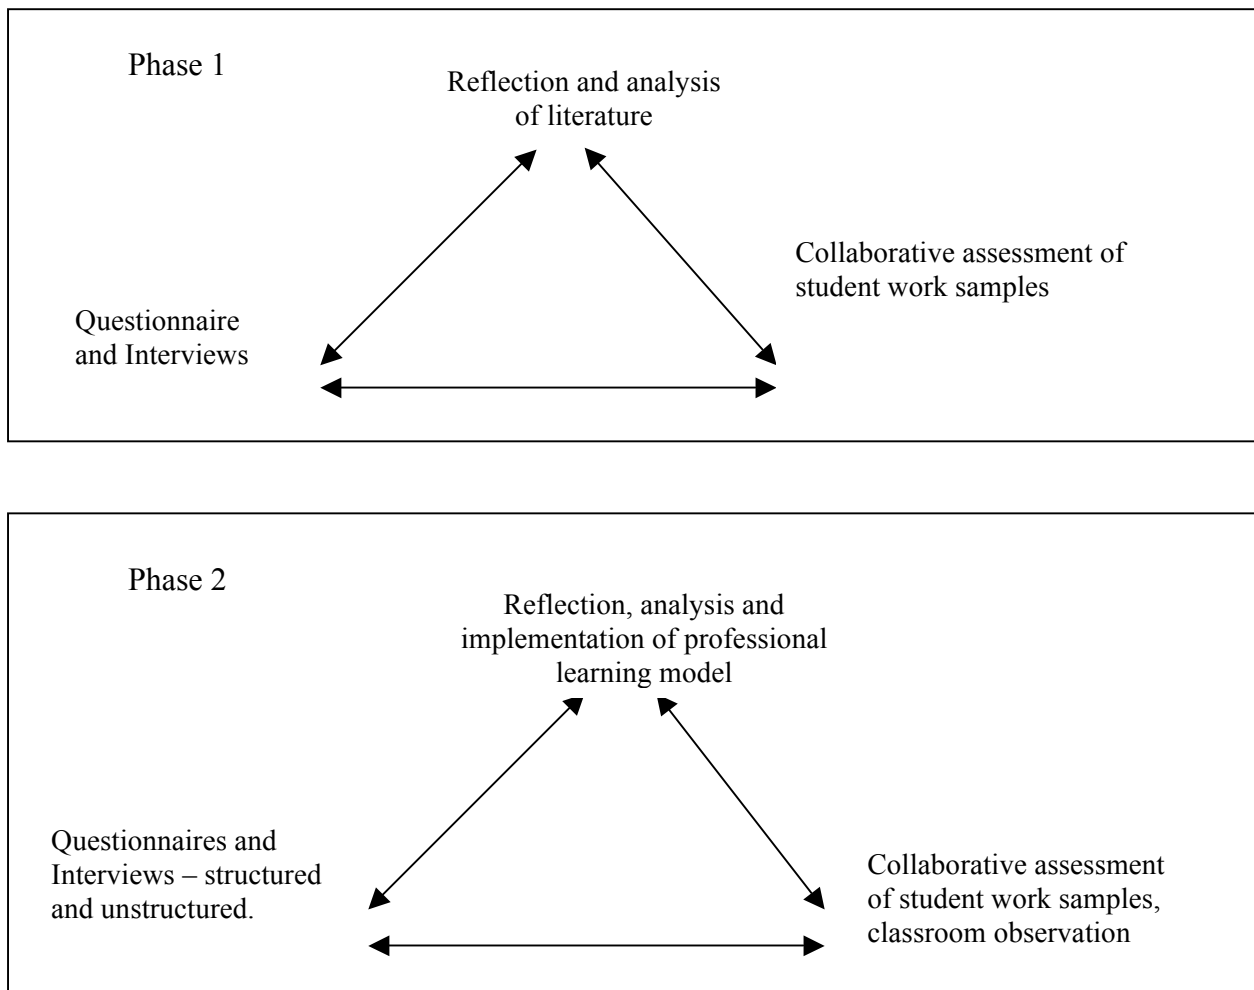 Phase 1
Reflection and analysis
of literature
Collaborative assessment of
student work samples
Questionnaire
and Interviews
Phase 2
Reflection, analysis and
implementation of professional
learning model
Questionnaires and
Interviews – structured
and unstructured.
Collaborative assessment
of student work samples,
classroom observation